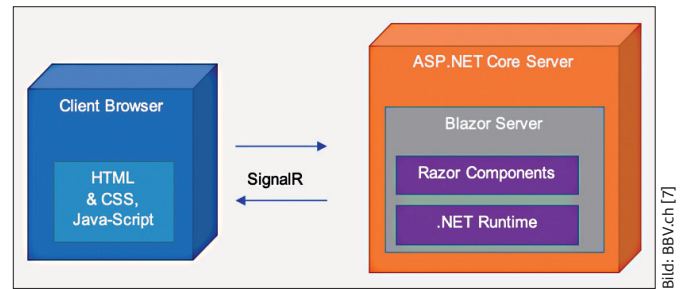 Client Browser
HTML
& CSS,
Java-Script
SignalR
ASP.NET Core Server
Blazor Server
Razor Components
.NET Runtime
Bild: BBV.ch [7]